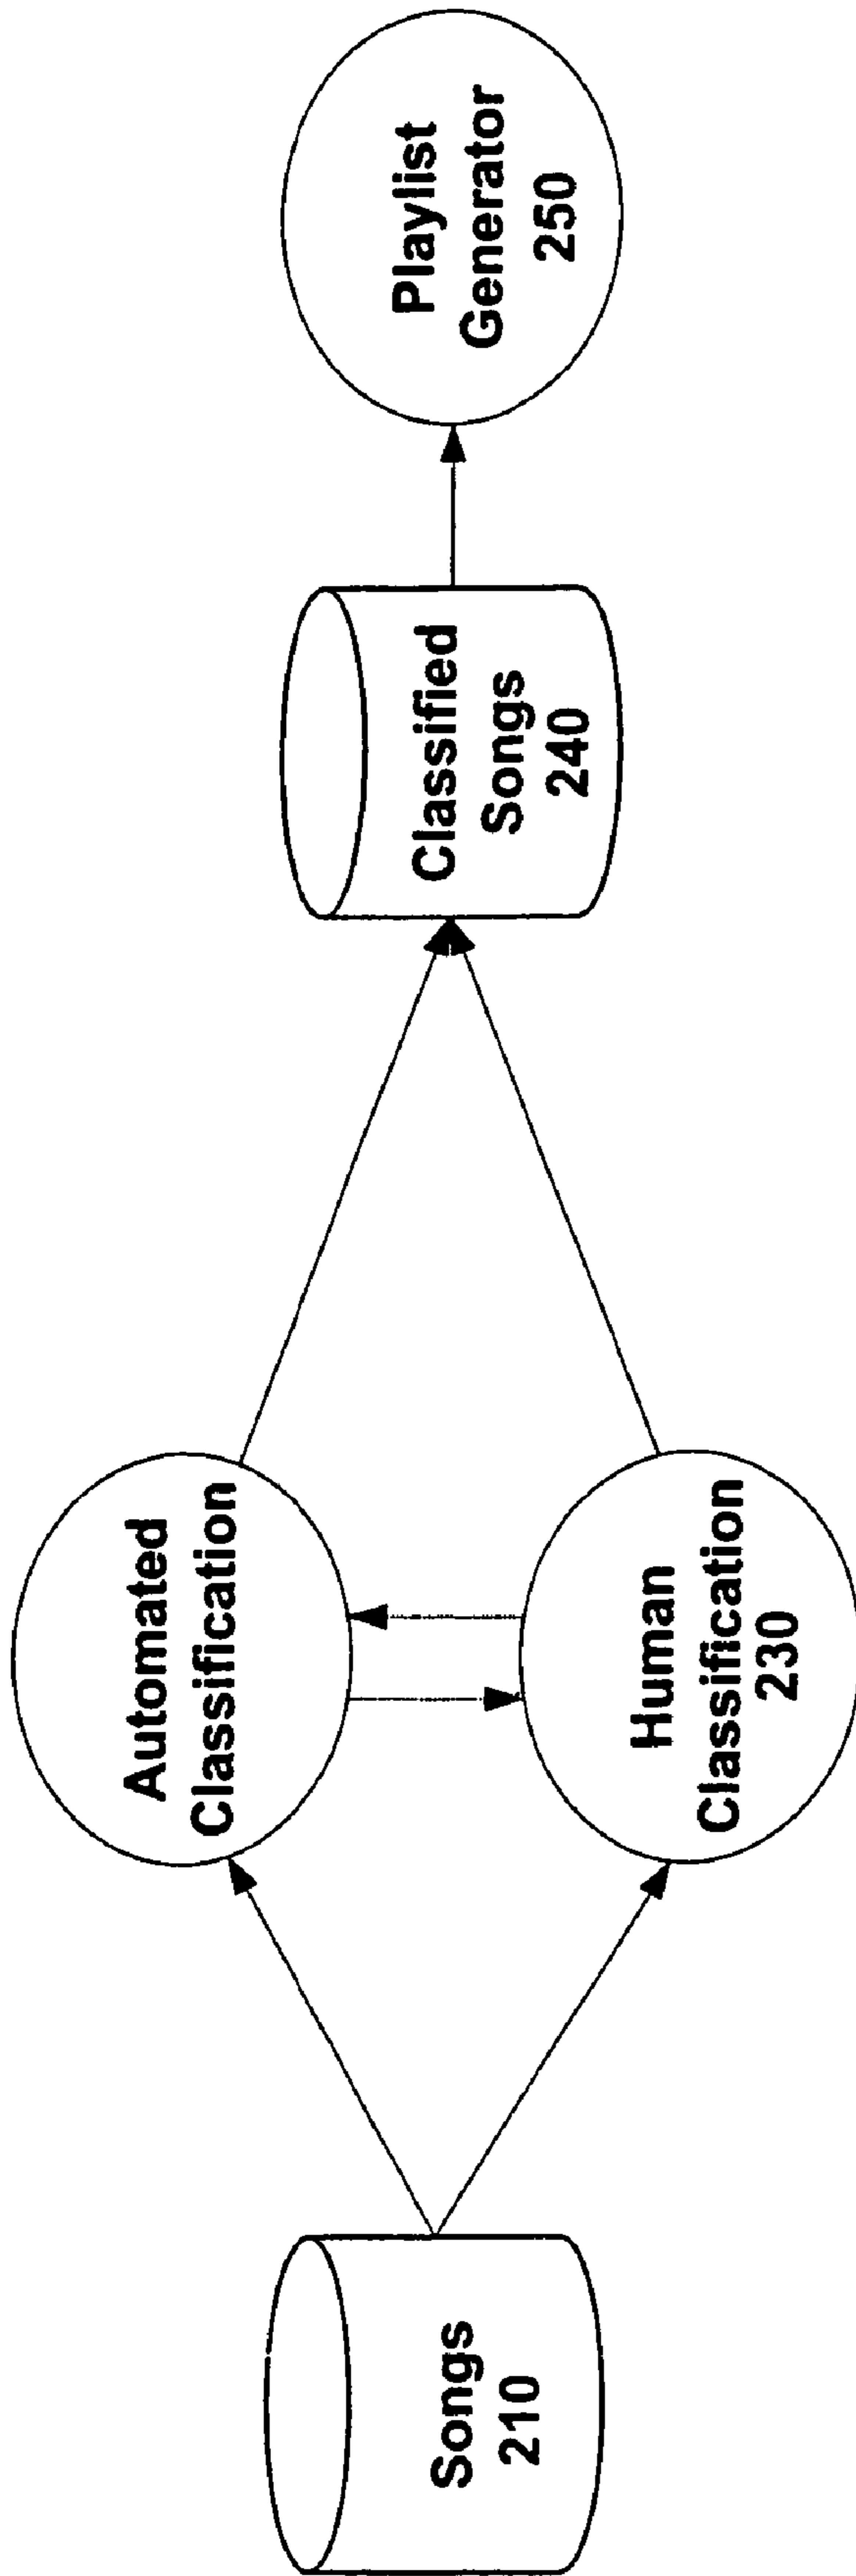 Songs
210
Automated
Classification
Human
Classification
230
Classified
Songs
240
Playlist
Generator
250